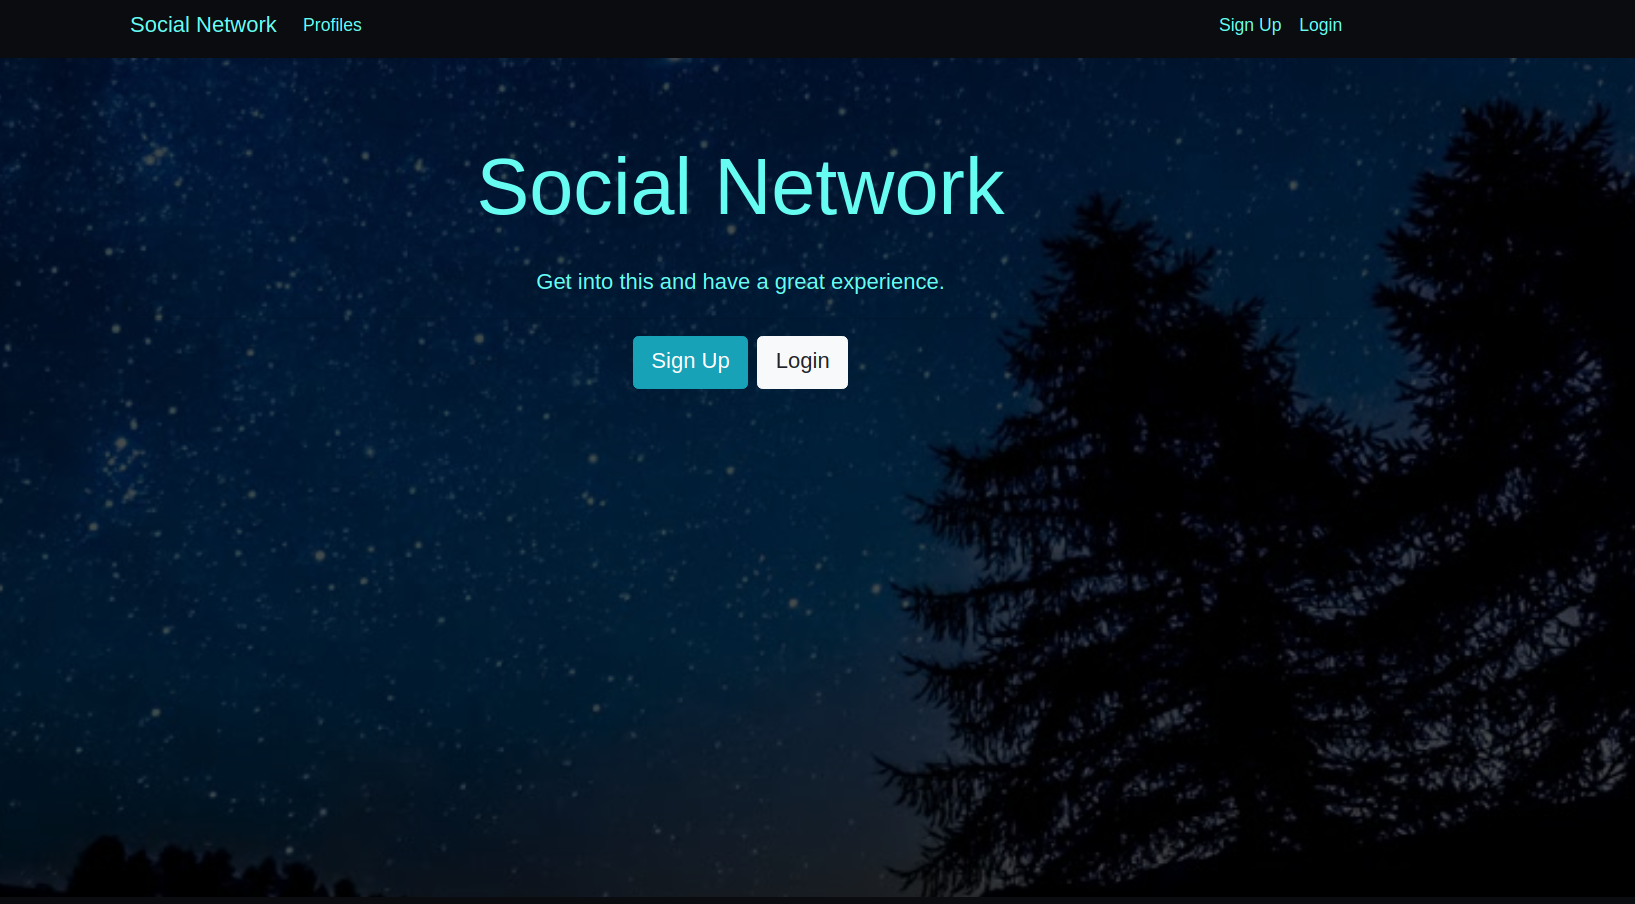 Social Network Profiles Sign Up Login
Social Network
Get into this and have a great experience.
Sign Up Login